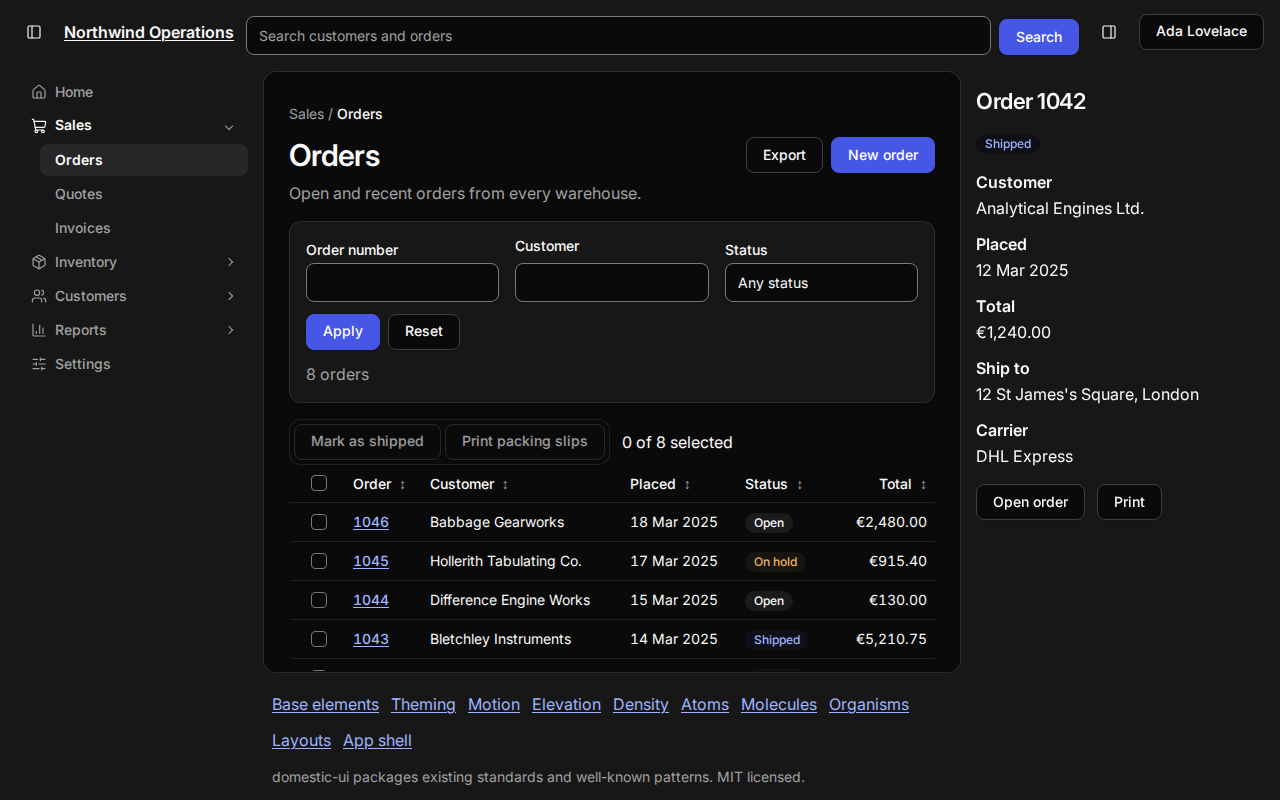 Northwind Operations
Search customers and orders
Search
Ada Lovelace
Home
Sales
Orders
Quotes
Invoices
Inventory
Customers
Reports
Settings
Sales / Orders
Orders
Export
New order
Open and recent orders from every warehouse.
Order number
Customer
Status
Any status
Apply
Reset
8 orders
Mark as shipped
Print packing slips
0 of 8 selected
Order ↕ Customer ↕ Placed ↕ Status ↕ Total ↕
1046 Babbage Gearworks 18 Mar 2025 Open €2,480.00
1045 Hollerith Tabulating Co. 17 Mar 2025 On hold €915.40
1044 Difference Engine Works 15 Mar 2025 Open €130.00
1043 Bletchley Instruments 14 Mar 2025 Shipped €5,210.75
Order 1042
Shipped
Customer
Analytical Engines Ltd.
Placed
12 Mar 2025
Total
€1,240.00
Ship to
12 St James's Square, London
Carrier
DHL Express
Open order
Print
Base elements Theming Motion Elevation Density Atoms Molecules Organisms
Layouts App shell
domestic-ui packages existing standards and well-known patterns. MIT licensed.